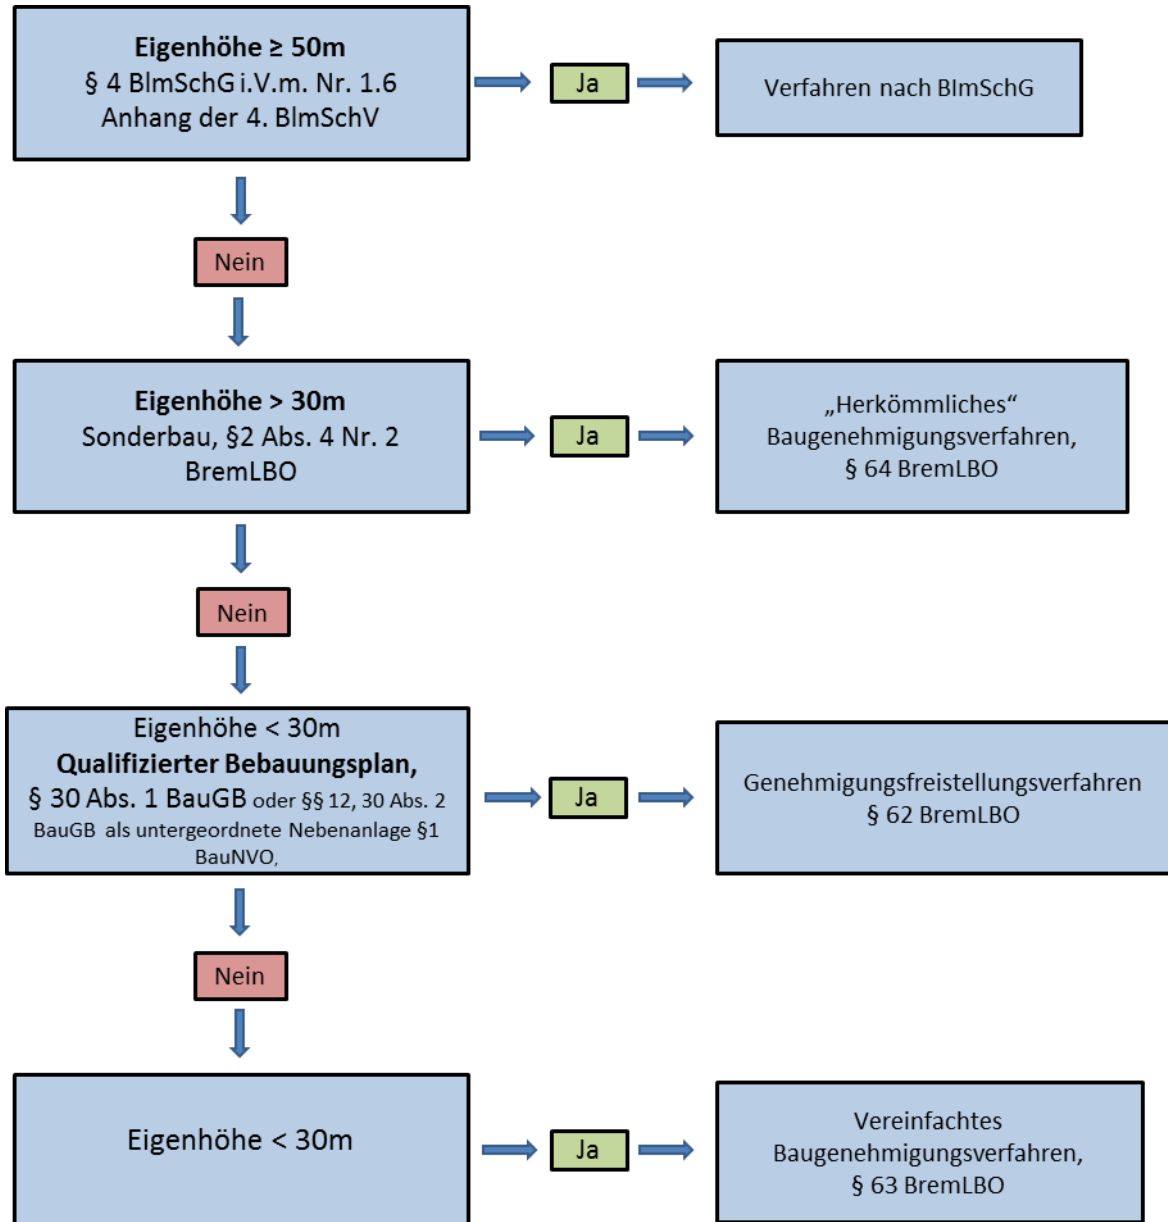 Eigenhöhe ≥ 50m
§ 4 BImSchG i.V.m. Nr. 1.6
Anhang der 4. BImSchV
Ja
Verfahren nach BImSchG
Nein
Eigenhöhe > 30m
Sonderbau, §2 Abs. 4 Nr. 2
BremLBO
Ja
„Herkömmliches“
Baugenehmigungsverfahren,
§ 64 BremLBO
Nein
Eigenhöhe < 30m
Qualifizierter Bebauungsplan,
§ 30 Abs. 1 BauGB oder §§ 12, 30 Abs. 2
BauGB als untergeordnete Nebenanlage §1
BauNVO,
Ja
Genehmigungsfreistellungsverfahren
§ 62 BremLBO
Nein
Eigenhöhe < 30m
Ja
Vereinfachtes
Baugenehmigungsverfahren,
§ 63 BremLBO